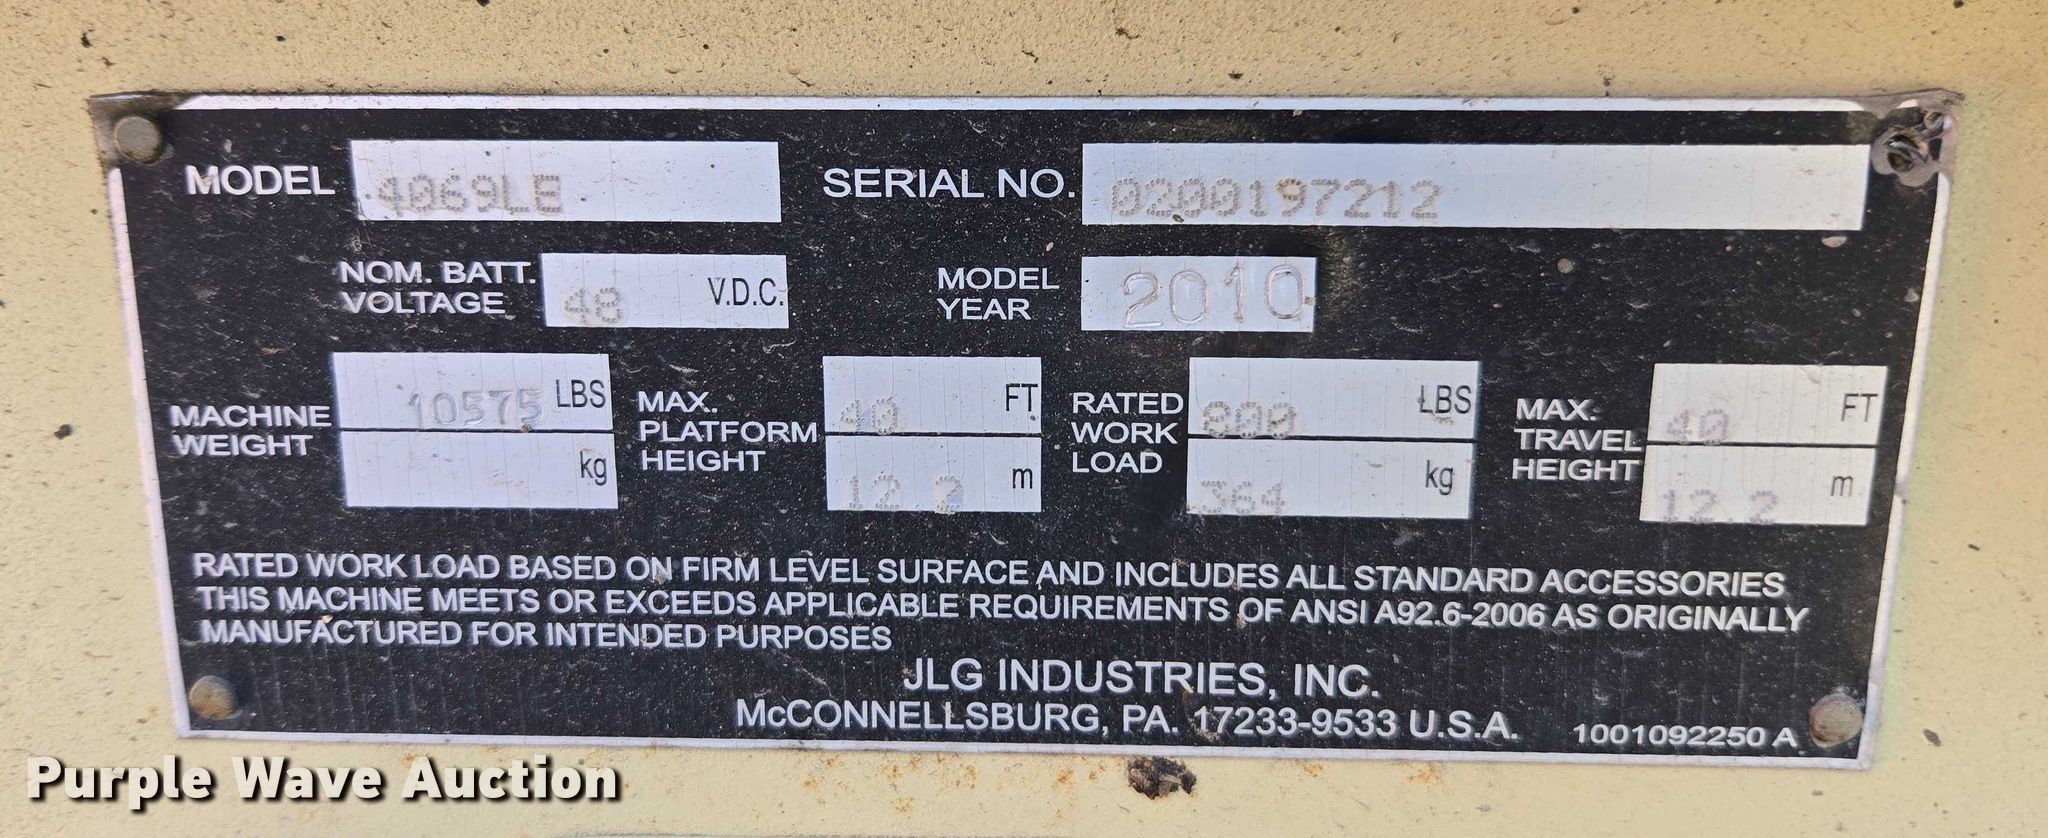 MODEL 4069LE SERIAL NO. 0200197212
NOM. BATT. VOLTAGE 48 V.D.C. MODEL YEAR 2010
MACHINE WEIGHT 10575 LBS kg MAX. PLATFORM HEIGHT 40 FT 12.2 m RATED WORK LOAD 800 LBS 364 kg MAX. TRAVEL HEIGHT 40 FT 12.2 m
RATED WORK LOAD BASED ON FIRM LEVEL SURFACE AND INCLUDES ALL STANDARD ACCESSORIES
THIS MACHINE MEETS OR EXCEEDS APPLICABLE REQUIREMENTS OF ANSI A92.6-2006 AS ORIGINALLY
MANUFACTURED FOR INTENDED PURPOSES
JLG INDUSTRIES, INC.
McCONNELLSBURG, PA. 17233-9533 U.S.A. 1001092250 A
Purple Wave Auction